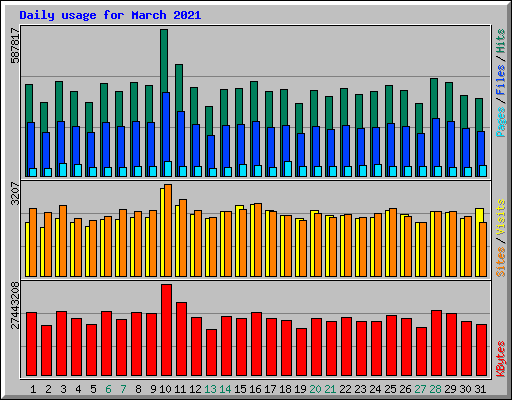 Daily usage for March 2021
587817
Pages / Files / Hits
3207
Sites / Visits
27443208
KBytes
1 2 3 4 5 6 7 8 9 10 11 12 13 14 15 16 17 18 19 20 21 22 23 24 25 26 27 28 29 30 31